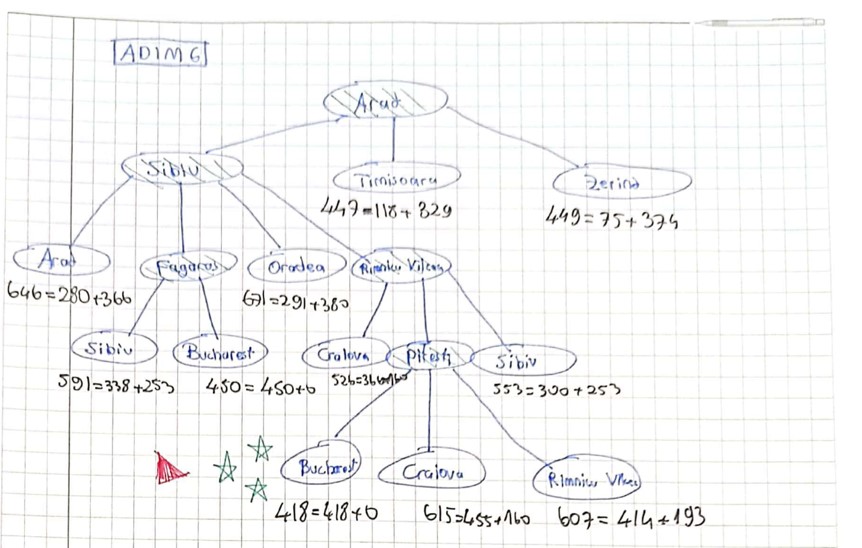 ADIM 6
Arad
Sibiu Timisoara Zerind
447=118+329 449=75+374
Arad Fagaras Oradea Rimnicu Vilcea
646=280+366 671=291+380
Sibiu Bucharest Craiova Pitesti Sibiu
591=338+253 450=450+0 526=366+160 553=300+253
Bucharest Craiova Rimnicu Vilcea
418=418+0 615=455+160 607=414+193